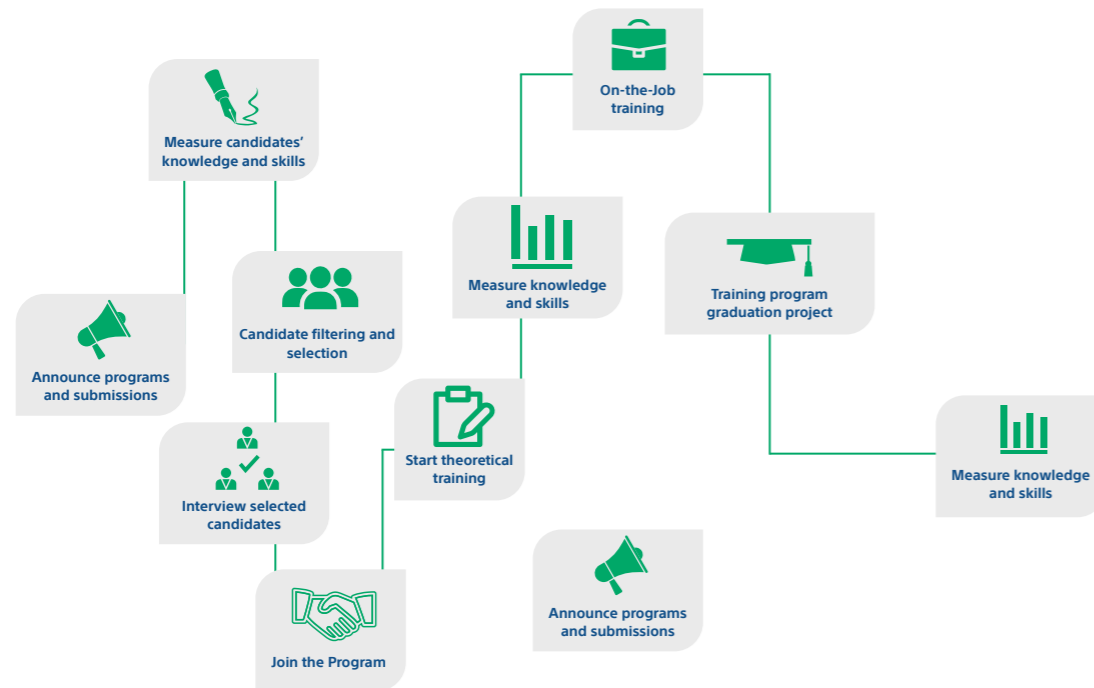 On-the-Job
training
Measure candidates’
knowledge and skills
Measure knowledge
and skills
Training program
graduation project
Candidate filtering and
selection
Announce programs
and submissions
Start theoretical
training
Measure knowledge
and skills
Interview selected
candidates
Announce programs
and submissions
Join the Program